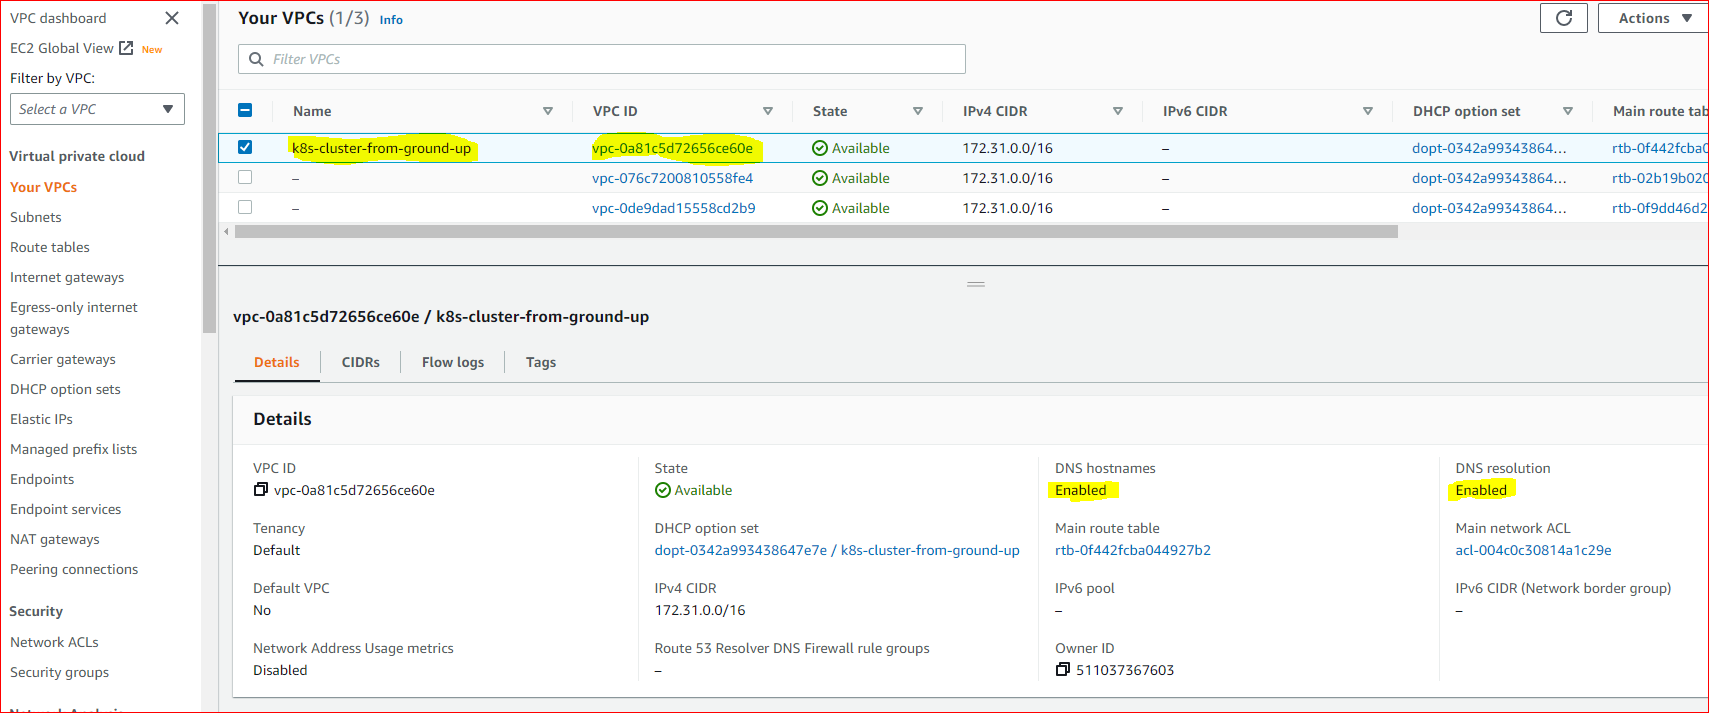 VPC dashboard
EC2 Global View New
Filter by VPC:
Select a VPC
Virtual private cloud
Your VPCs
Subnets
Route tables
Internet gateways
Egress-only internet
gateways
Carrier gateways
DHCP option sets
Elastic IPs
Managed prefix lists
Endpoints
Endpoint services
NAT gateways
Peering connections
Security
Network ACLs
Security groups
Your VPCs (1/3) Info
Actions
Filter VPCs
Name VPC ID State IPv4 CIDR IPv6 CIDR DHCP option set Main route tab
k8s-cluster-from-ground-up vpc-0a81c5d72656ce60e Available 172.31.0.0/16 – dopt-0342a99343864... rtb-0f442fcba0
– vpc-076c7200810558fe4 Available 172.31.0.0/16 – dopt-0342a99343864... rtb-02b19b020
– vpc-0de9dad15558cd2b9 Available 172.31.0.0/16 – dopt-0342a99343864... rtb-0f9dd46d2
vpc-0a81c5d72656ce60e / k8s-cluster-from-ground-up
Details CIDRs Flow logs Tags
Details
VPC ID State DNS hostnames DNS resolution
vpc-0a81c5d72656ce60e Available Enabled Enabled
Tenancy DHCP option set Main route table Main network ACL
Default dopt-0342a993438647e7e / k8s-cluster-from-ground-up rtb-0f442fcba044927b2 acl-004c0c30814a1c29e
Default VPC IPv4 CIDR IPv6 pool IPv6 CIDR (Network border group)
No 172.31.0.0/16 – –
Network Address Usage metrics Route 53 Resolver DNS Firewall rule groups Owner ID
Disabled – 511037367603